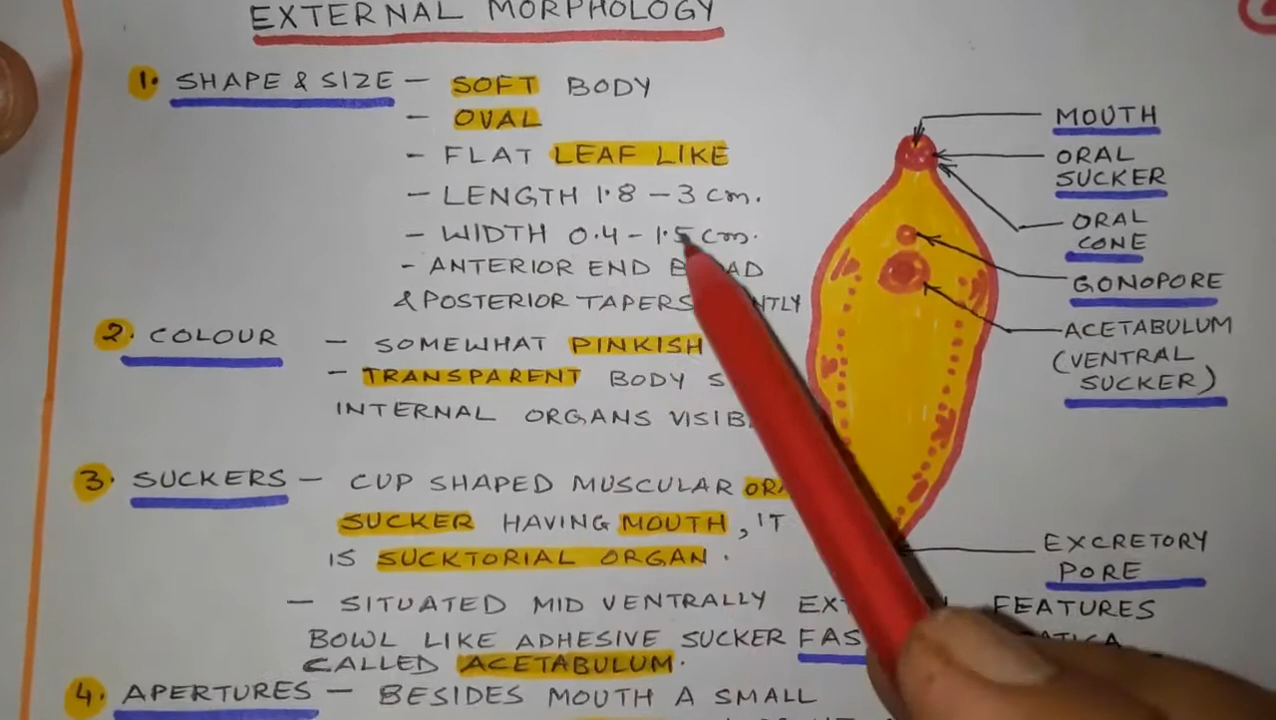 EXTERNAL MORPHOLOGY
1. SHAPE & SIZE – SOFT BODY
– OVAL
– FLAT LEAF LIKE
– LENGTH 1.8 – 3 cm.
– WIDTH 0.4 – 1.5 cm.
– ANTERIOR END
& POSTERIOR TAPERS
2. COLOUR – SOMEWHAT PINKISH
– TRANSPARENT BODY
INTERNAL ORGANS
3. SUCKERS – CUP SHAPED MUSCULAR
SUCKER HAVING MOUTH, IT
IS SUCKTORIAL ORGAN.
– SITUATED MID VENTRALLY
BOWL LIKE ADHESIVE SUCKER
CALLED ACETABULUM.
4. APERTURES – BESIDES MOUTH A SMALL
MOUTH
ORAL
SUCKER
ORAL
CONE
GONOPORE
ACETABULUM
(VENTRAL
SUCKER)
EXCRETORY
PORE
FEATURES